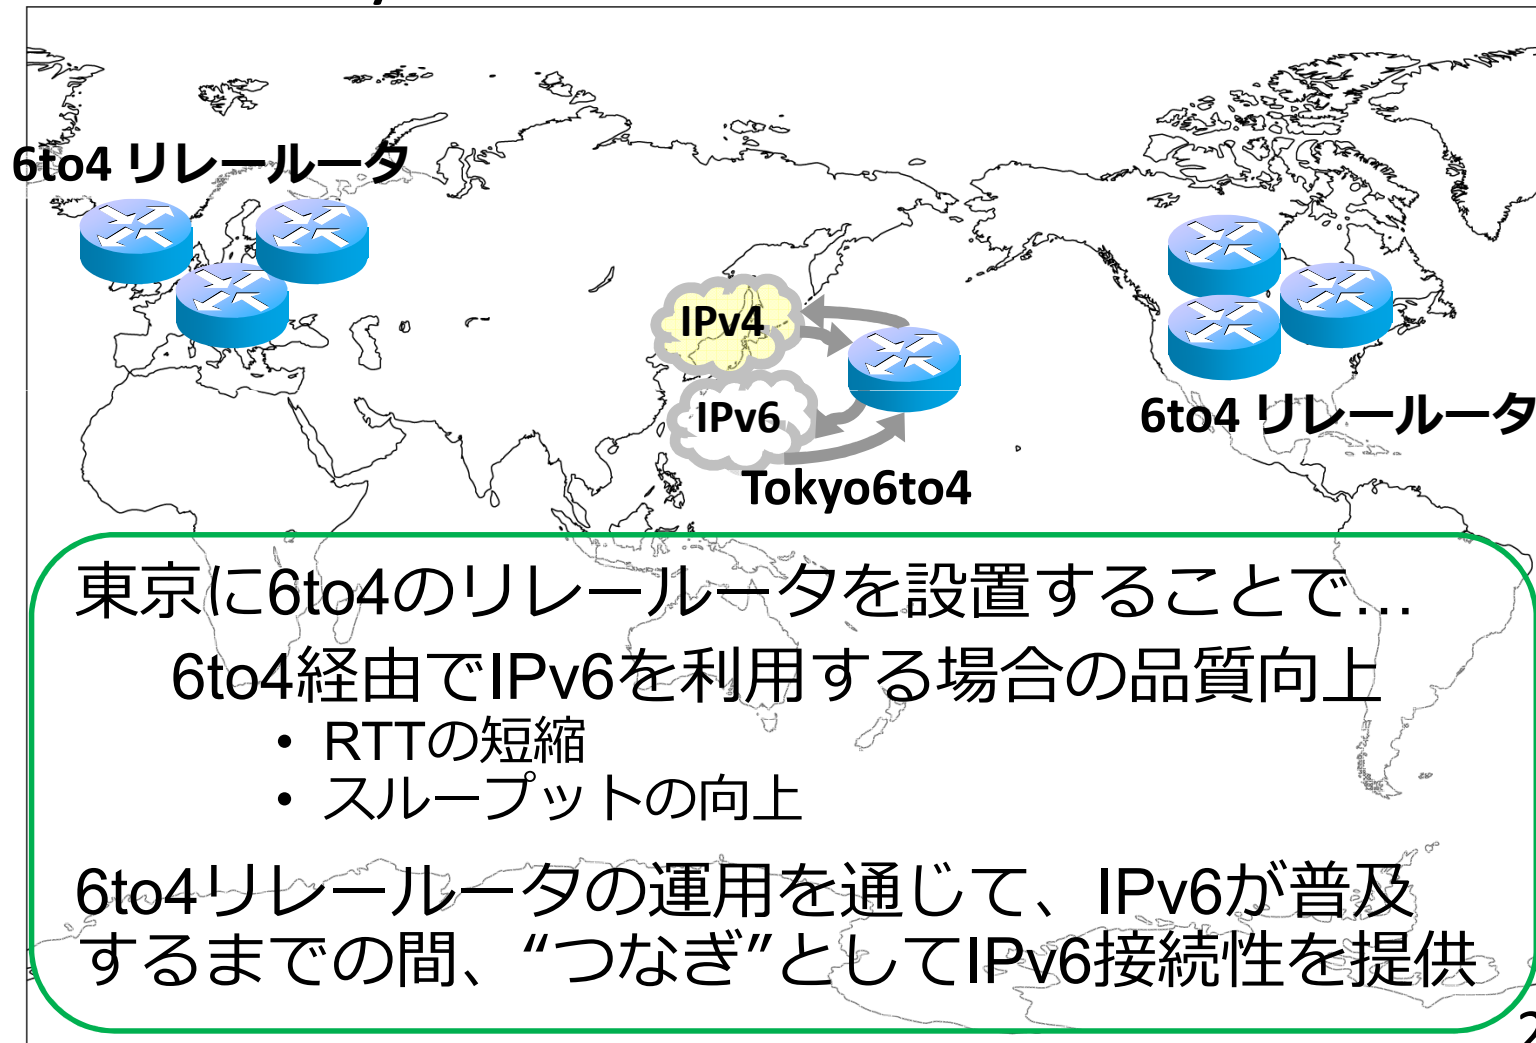 6to4 リレールータ
IPv4
IPv6
6to4 リレールータ
Tokyo6to4
東京に6to4のリレールータを設置することで…
6to4経由でIPv6を利用する場合の品質向上
• RTTの短縮
• スループットの向上
6to4リレールータの運用を通じて、IPv6が普及
するまでの間、“つなぎ”としてIPv6接続性を提供
2